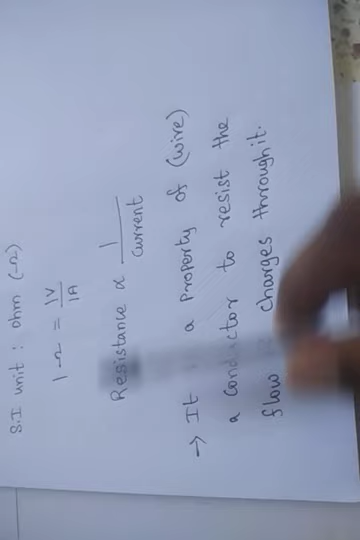 S.I unit : ohm (Ω)
1 Ω = 1V/1A
Resistance α 1/current
→ It a property of (wire)
a conductor to resist the
flow charges through it.